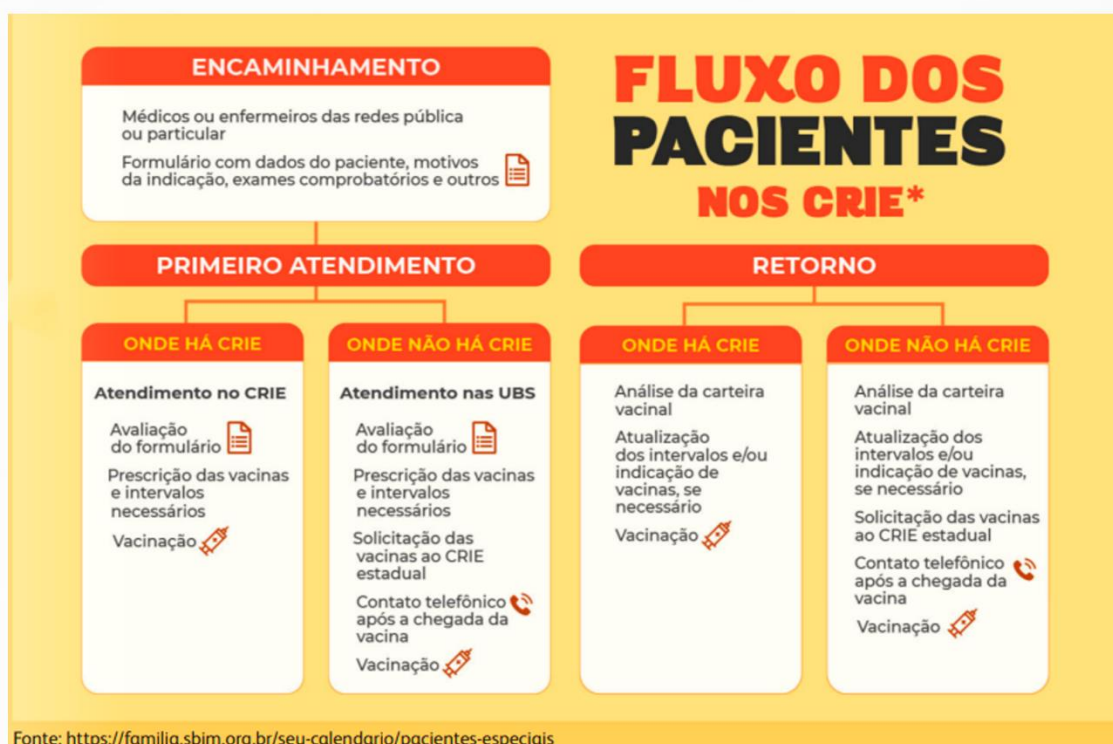 ENCAMINHAMENTO
Médicos ou enfermeiros das redes pública
ou particular
Formulário com dados do paciente, motivos
da indicação, exames comprobatórios e outros
FLUXO DOS
PACIENTES
NOS CRIE*
PRIMEIRO ATENDIMENTO
ONDE HÁ CRIE
Atendimento no CRIE
Avaliação
do formulário
Prescrição das vacinas
e intervalos
necessários
Vacinação
ONDE NÃO HÁ CRIE
Atendimento nas UBS
Avaliação
do formulário
Prescrição das vacinas
e intervalos
necessários
Solicitação das
vacinas ao CRIE
estadual
Contato telefônico
após a chegada da
vacina
Vacinação
RETORNO
ONDE HÁ CRIE
Análise da carteira
vacinal
Atualização
dos intervalos e/ou
indicação de
vacinas, se
necessário
Vacinação
ONDE NÃO HÁ CRIE
Análise da carteira
vacinal
Atualização dos
intervalos e/ou
indicação de vacinas,
se necessário
Solicitação das vacinas
ao CRIE estadual
Contato telefônico
após a chegada da
vacina
Vacinação
Fonte: https://familia.sbim.org.br/seu-calendario/pacientes-especiais